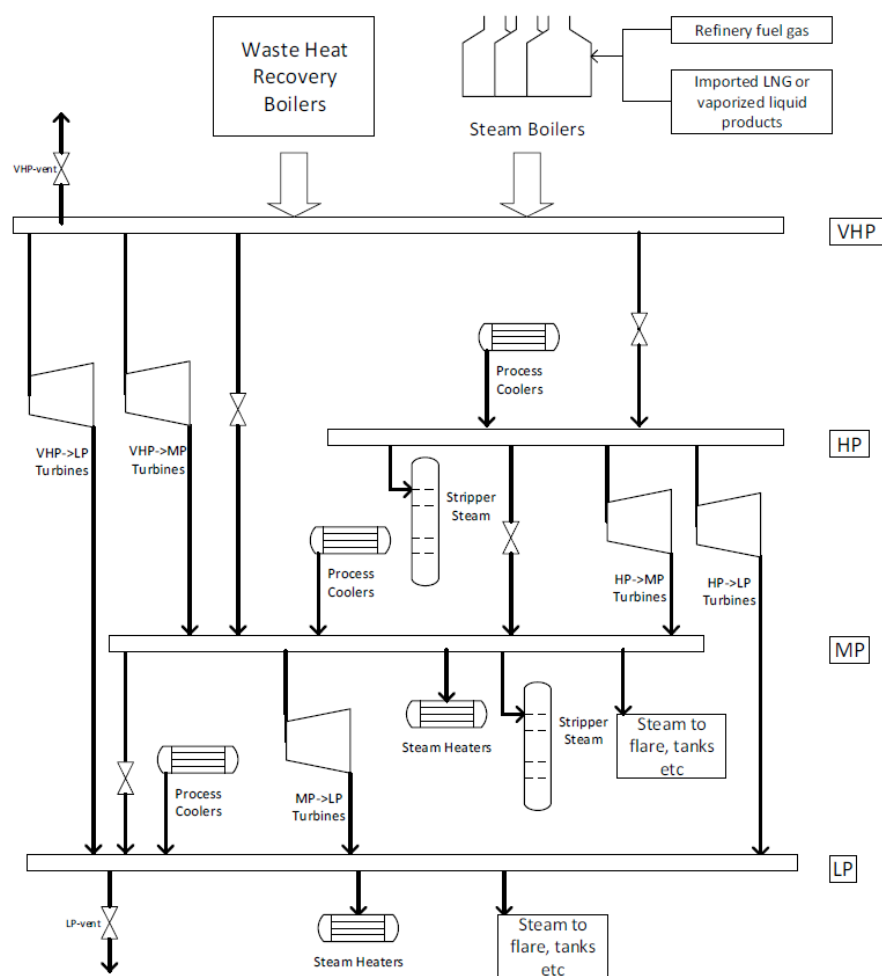 Waste Heat
Recovery
Boilers
Steam Boilers
Refinery fuel gas
Imported LNG or
vaporized liquid
products
VHP-vent
VHP
Process
Coolers
VHP->LP
Turbines
VHP->MP
Turbines
HP
Stripper
Steam
Process
Coolers
HP->MP
Turbines
HP->LP
Turbines
MP
Steam Heaters
Stripper
Steam
Steam to
flare, tanks
etc
Process
Coolers
MP->LP
Turbines
LP
LP-vent
Steam Heaters
Steam to
flare, tanks
etc